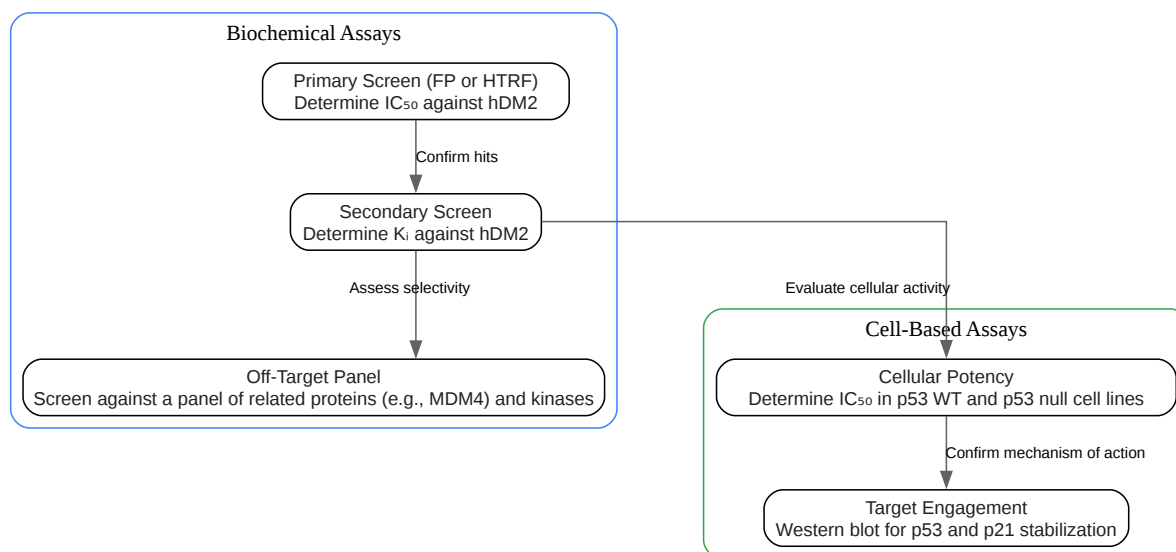 Biochemical Assays
Primary Screen (FP or HTRF)
Determine IC₅₀ against hDM2
Confirm hits
Secondary Screen
Determine Kᵢ against hDM2
Assess selectivity
Evaluate cellular activity
Cell-Based Assays
Off-Target Panel
Screen against a panel of related proteins (e.g., MDM4) and kinases
Cellular Potency
Determine IC₅₀ in p53 WT and p53 null cell lines
Confirm mechanism of action
Target Engagement
Western blot for p53 and p21 stabilization